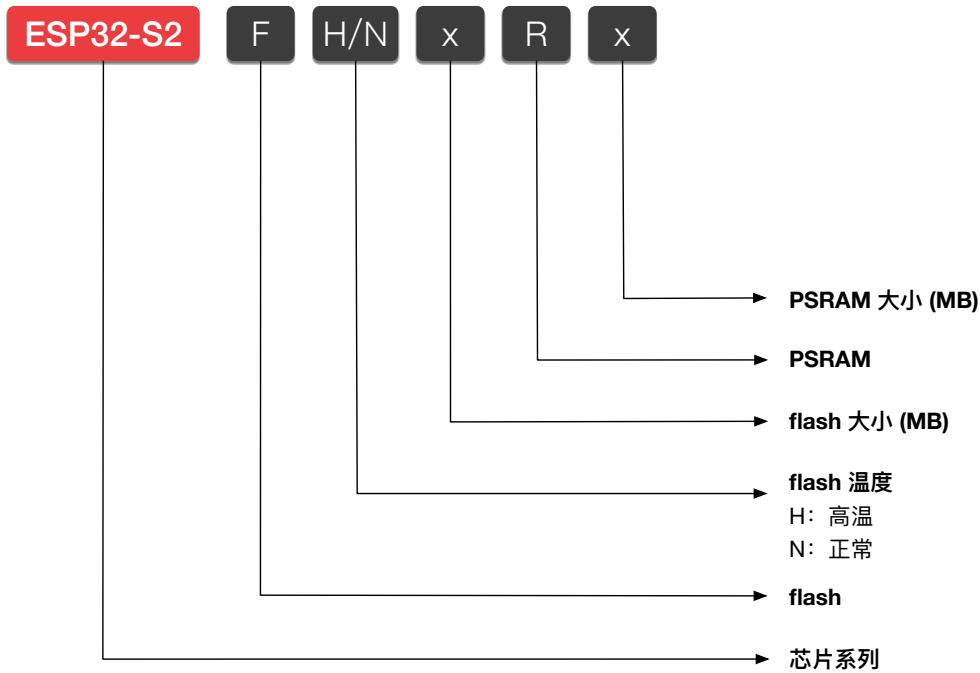 ESP32-S2 F H/N x R x
PSRAM 大小 (MB)
PSRAM
flash 大小 (MB)
flash 温度
H：高温
N：正常
flash
芯片系列